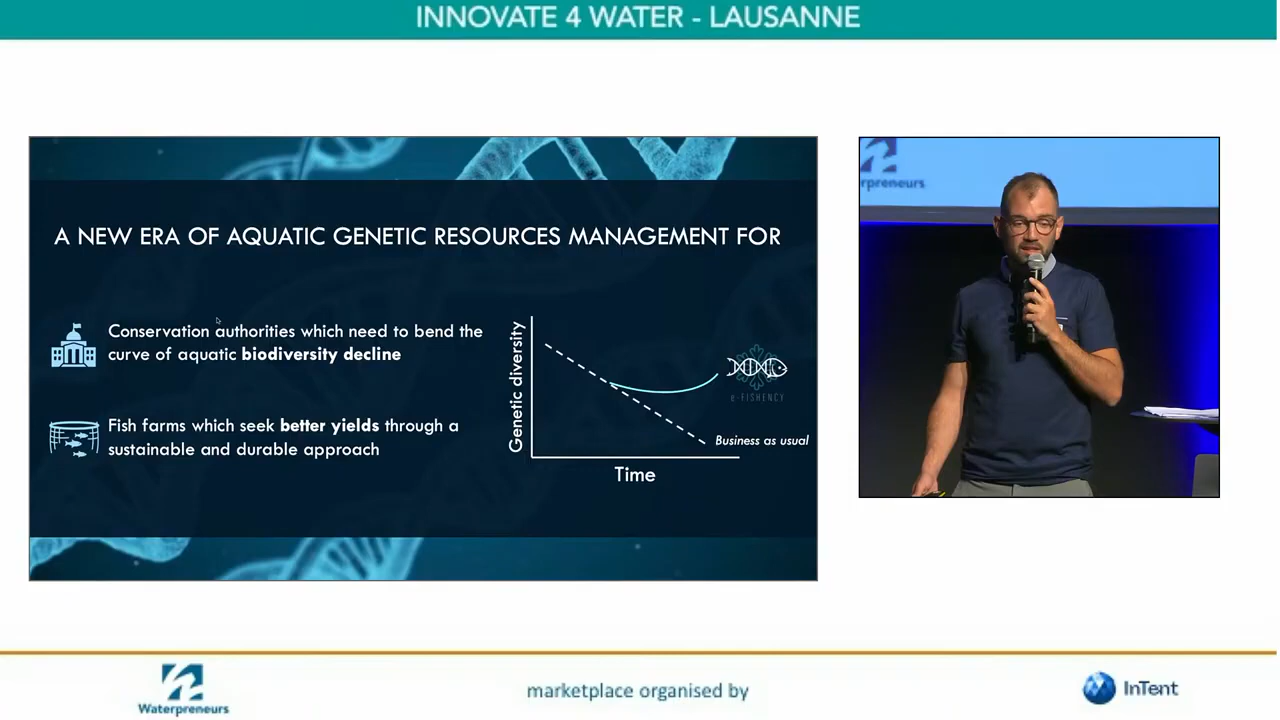 INNOVATE 4 WATER - LAUSANNE
A NEW ERA OF AQUATIC GENETIC RESOURCES MANAGEMENT FOR
Conservation authorities which need to bend the
curve of aquatic biodiversity decline
Fish farms which seek better yields through a
sustainable and durable approach
Genetic diversity
e-FISHENCY
Business as usual
Time
rpreneurs
Waterpreneurs
marketplace organised by
InTent